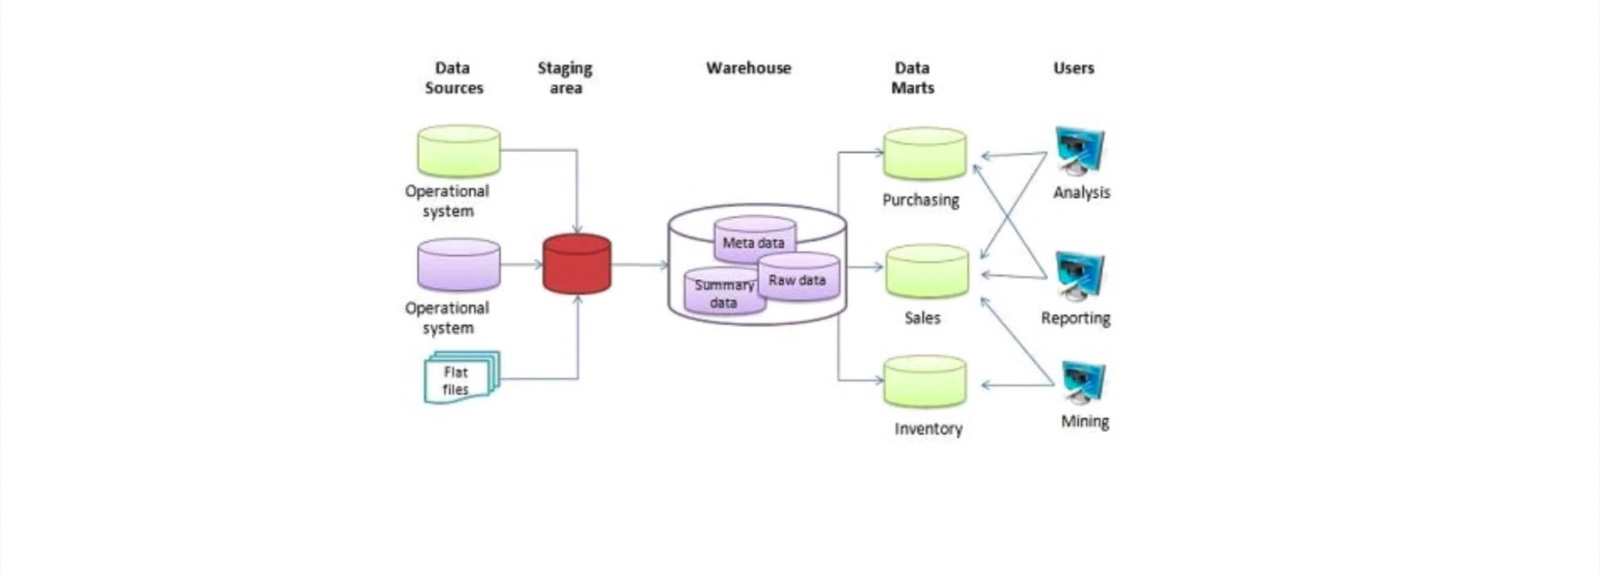 Data
Sources
Staging
area
Warehouse
Data
Marts
Users
Operational
system
Operational
system
Flat
files
Meta data
Summary
data
Raw data
Purchasing
Sales
Inventory
Analysis
Reporting
Mining